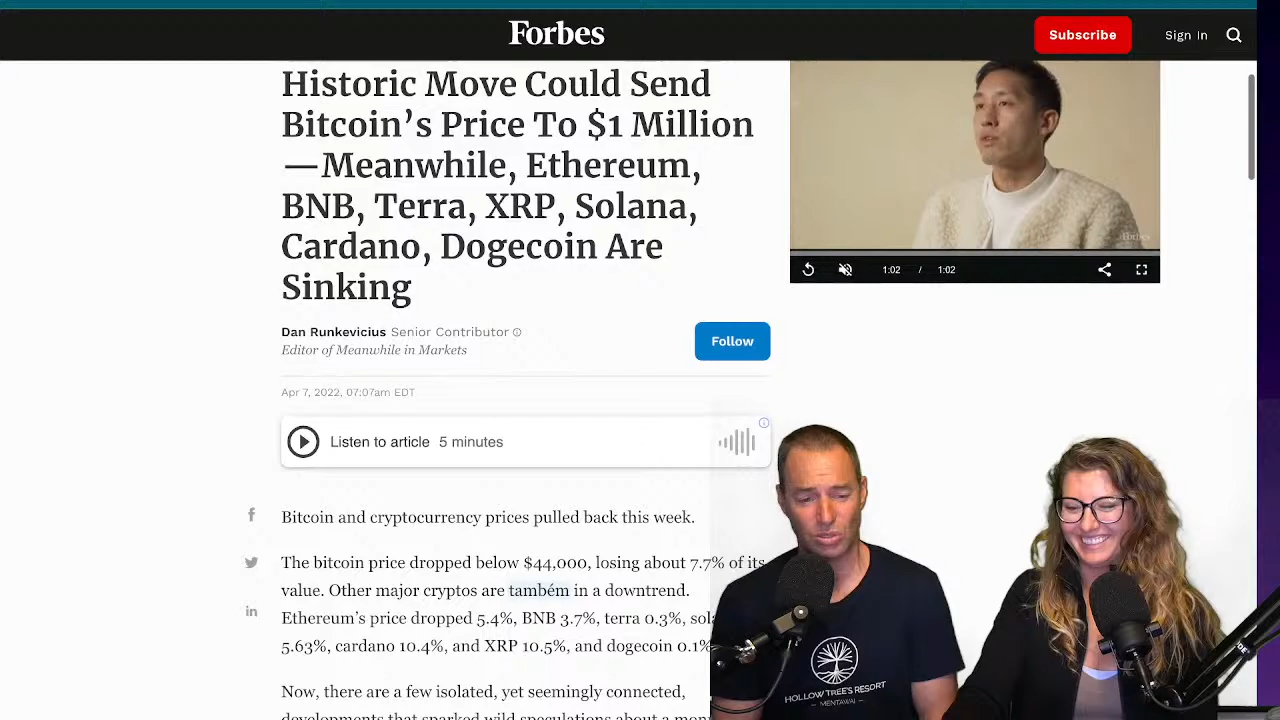 Forbes
Subscribe
Sign In
Historic Move Could Send
Bitcoin’s Price To $1 Million
—Meanwhile, Ethereum,
BNB, Terra, XRP, Solana,
Cardano, Dogecoin Are
Sinking
Forbes
1:02 / 1:02
Dan Runkevicius Senior Contributor
Editor of Meanwhile in Markets
Follow
Apr 7, 2022, 07:07am EDT
Listen to article 5 minutes
Bitcoin and cryptocurrency prices pulled back this week.
The bitcoin price dropped below $44,000, losing about 7.7% of its
value. Other major cryptos are também in a downtrend.
Ethereum’s price dropped 5.4%, BNB 3.7%, terra 0.3%,
5.63%, cardano 10.4%, and XRP 10.5%, and dogecoin 0.1%
Now, there are a few isolated, yet seemingly connected,
developments that sparked wild speculations about a
HOLLOW TREE'S RESORT
- MENTAWAI -